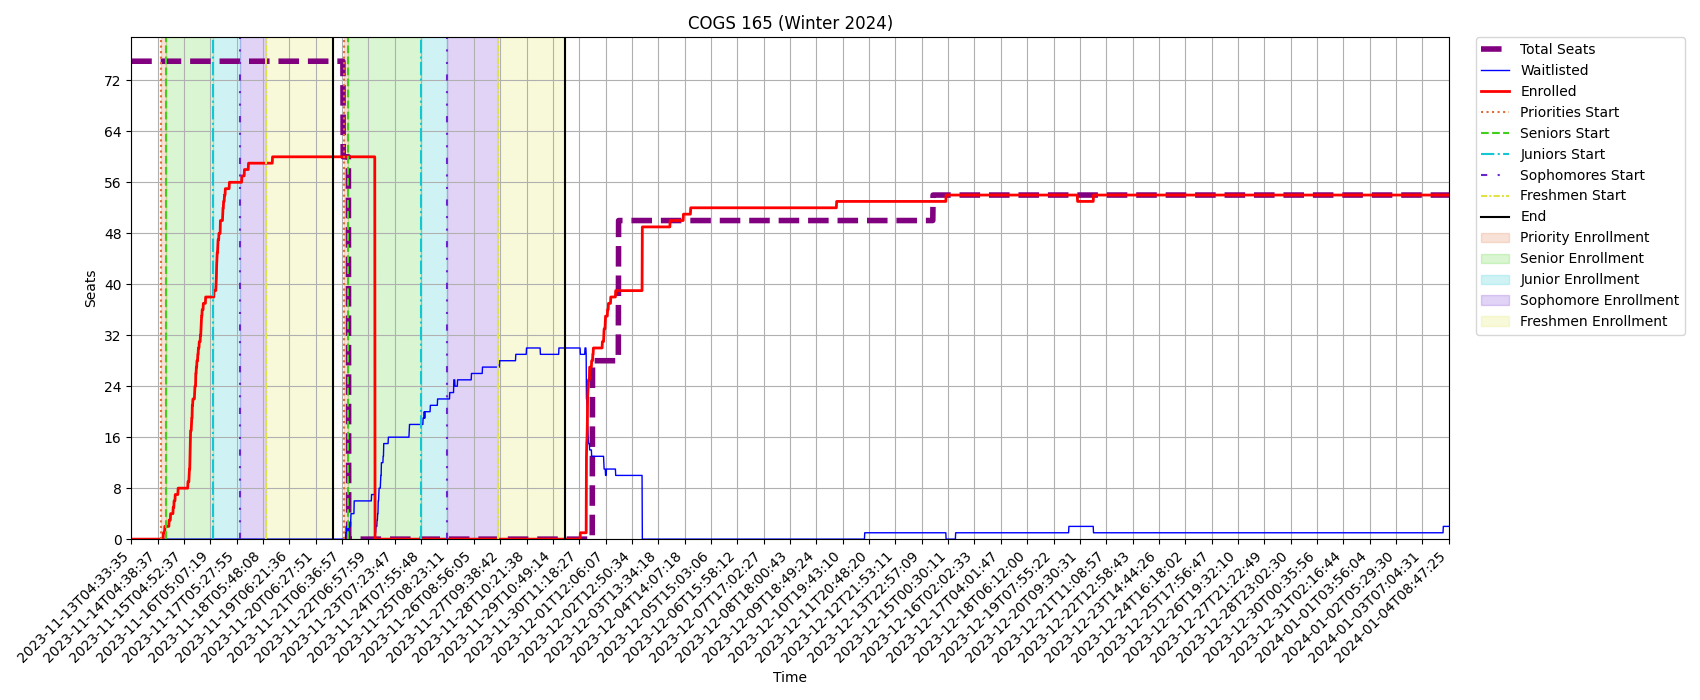 COGS 165 (Winter 2024)
Seats
72
64
56
48
40
32
24
16
8
0
2023-11-13T04:33:35
2023-11-14T04:38:37
2023-11-15T04:52:37
2023-11-16T05:07:19
2023-11-17T05:27:55
2023-11-18T05:48:08
2023-11-19T06:21:36
2023-11-20T06:27:51
2023-11-21T06:36:57
2023-11-22T06:57:59
2023-11-23T07:23:47
2023-11-24T07:55:48
2023-11-25T08:23:11
2023-11-26T08:56:05
2023-11-27T09:38:42
2023-11-28T10:21:38
2023-11-29T10:49:14
2023-11-30T11:18:27
2023-12-01T12:06:07
2023-12-02T12:50:34
2023-12-03T13:34:18
2023-12-04T14:07:18
2023-12-05T15:03:06
2023-12-06T15:58:12
2023-12-07T17:02:27
2023-12-08T18:00:43
2023-12-09T18:49:24
2023-12-10T19:43:10
2023-12-11T20:48:20
2023-12-12T21:53:11
2023-12-13T22:57:09
2023-12-15T00:30:11
2023-12-16T02:02:33
2023-12-17T04:01:47
2023-12-18T06:12:00
2023-12-19T07:55:22
2023-12-20T09:30:31
2023-12-21T11:08:57
2023-12-22T12:58:43
2023-12-23T14:44:26
2023-12-24T16:18:02
2023-12-25T17:56:47
2023-12-26T19:32:10
2023-12-27T21:22:49
2023-12-28T23:02:30
2023-12-30T00:35:56
2023-12-31T02:16:44
2024-01-01T03:56:04
2024-01-02T05:29:30
2024-01-03T07:04:31
2024-01-04T08:47:25
Time
Total Seats
Waitlisted
Enrolled
Priorities Start
Seniors Start
Juniors Start
Sophomores Start
Freshmen Start
End
Priority Enrollment
Senior Enrollment
Junior Enrollment
Sophomore Enrollment
Freshmen Enrollment